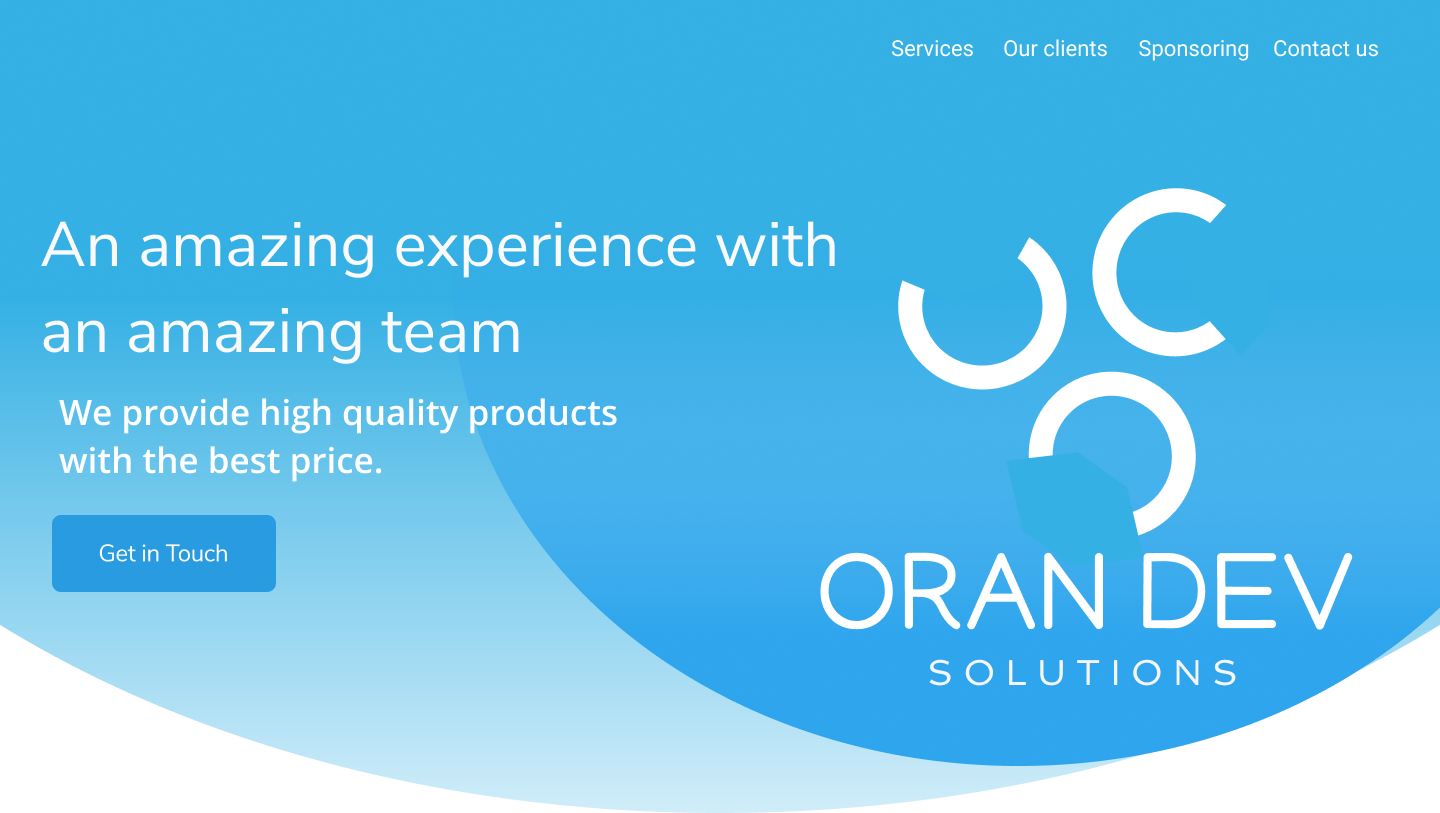 Services Our clients Sponsoring Contact us
An amazing experience with
an amazing team
We provide high quality products
with the best price.
Get in Touch
ORAN DEV
SOLUTIONS